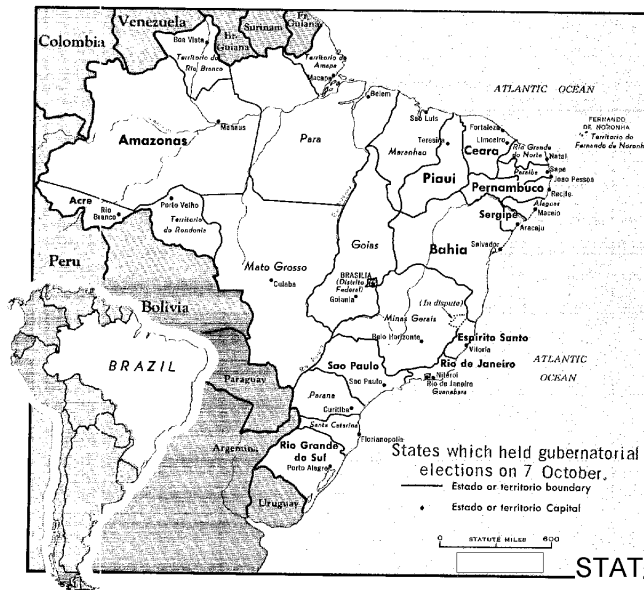 Venezuela
Colombia
Br. Guiana
Surinam
Fr. Guiana
Boa Vista
Territorio do Rio Branco
Territorio do Amapa
Macapa
Belem
ATLANTIC OCEAN
Sao Luis
Fortaleza
FERNANDO DE NORONHA
Territorio de Fernando de Noronha
Limoeiro
Rio Grande do Norte
Natal
Manaus
Amazonas
Para
Teresina
Maranhao
Ceara
Sape
Paraiba
Joao Pessoa
Piaui
Pernambuco
Recife
Alagoas
Maceio
Acre
Rio Branco
Porto Velho
Territorio de Rondonia
Sergipe
Aracaju
Goias
Bahia
Salvador
Peru
Mato Grosso
Cuiaba
BRASILIA
(Distrito Federal)
Goiania
Bolivia
(In dispute)
Minas Gerais
Belo Horizonte
Espirito Santo
Vitoria
BRAZIL
Sao Paulo
Rio de Janeiro
ATLANTIC OCEAN
Paraguay
Sao Paulo
Niteroi
Rio de Janeiro
Guanabara
Parana
Curitiba
Santa Catarina
Florianopolis
Argentina
Rio Grande do Sul
Porto Alegre
Uruguay
States which held gubernatorial
elections on 7 October.
Estado or territorio boundary
Estado or territorio Capital
0 STATUTE MILES 600
STAT